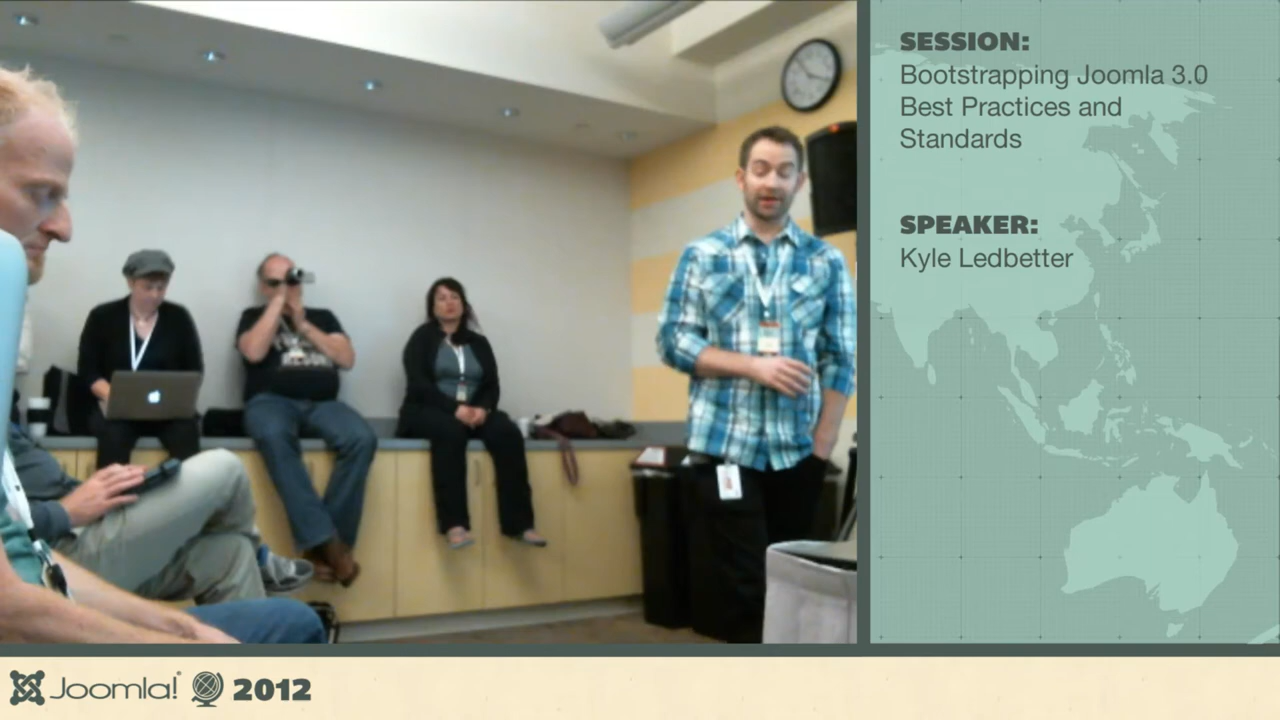 SESSION:
Bootstrapping Joomla 3.0
Best Practices and
Standards
SPEAKER:
Kyle Ledbetter
Joomla! 2012